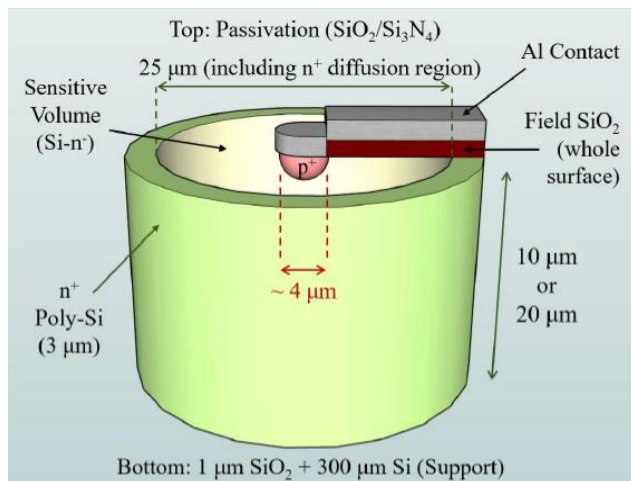 Top: Passivation (SiO₂/Si₃N₄)
25 μm (including n⁺ diffusion region)
Al Contact
Sensitive
Volume
(Si-n⁻)
Field SiO₂
(whole
surface)
p⁺
~ 4 μm
n⁺
Poly-Si
(3 μm)
10 μm
or
20 μm
Bottom: 1 μm SiO₂ + 300 μm Si (Support)